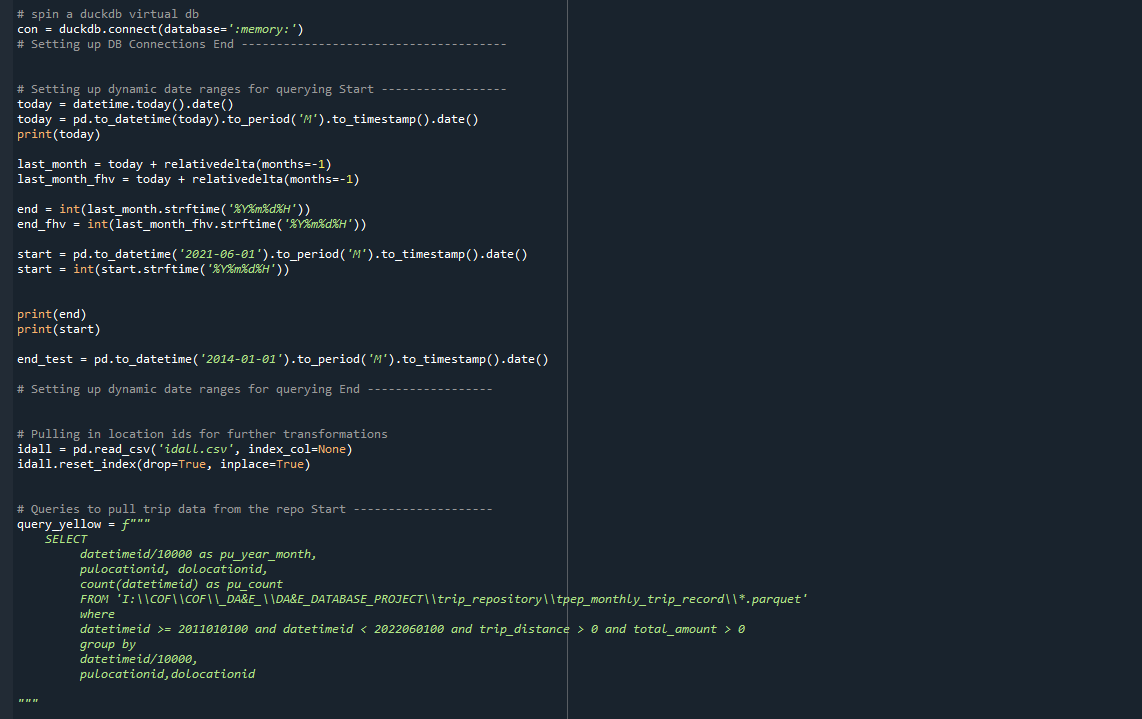 # spin a duckdb virtual db
con = duckdb.connect(database=':memory:')
# Setting up DB Connections End --------------------------------------
# Setting up dynamic date ranges for querying Start ------------------
today = datetime.today().date()
today = pd.to_datetime(today).to_period('M').to_timestamp().date()
print(today)
last_month = today + relativedelta(months=-1)
last_month_fhv = today + relativedelta(months=-1)
end = int(last_month.strftime('%Y%m%d%H'))
end_fhv = int(last_month_fhv.strftime('%Y%m%d%H'))
start = pd.to_datetime('2021-06-01').to_period('M').to_timestamp().date()
start = int(start.strftime('%Y%m%d%H'))
print(end)
print(start)
end_test = pd.to_datetime('2014-01-01').to_period('M').to_timestamp().date()
# Setting up dynamic date ranges for querying End ------------------
# Pulling in location ids for further transformations
idall = pd.read_csv('idall.csv', index_col=None)
idall.reset_index(drop=True, inplace=True)
# Queries to pull trip data from the repo Start --------------------
query_yellow = f"""
SELECT
datetimeid/10000 as pu_year_month,
pulocationid, dolocationid,
count(datetimeid) as pu_count
FROM 'I:\\COF\\COF\\_DA&E_\\DA&E_DATABASE_PROJECT\\trip_repository\\tpep_monthly_trip_record\\*.parquet'
where
datetimeid >= 2011010100 and datetimeid < 2022060100 and trip_distance > 0 and total_amount > 0
group by
datetimeid/10000,
pulocationid,dolocationid
"""